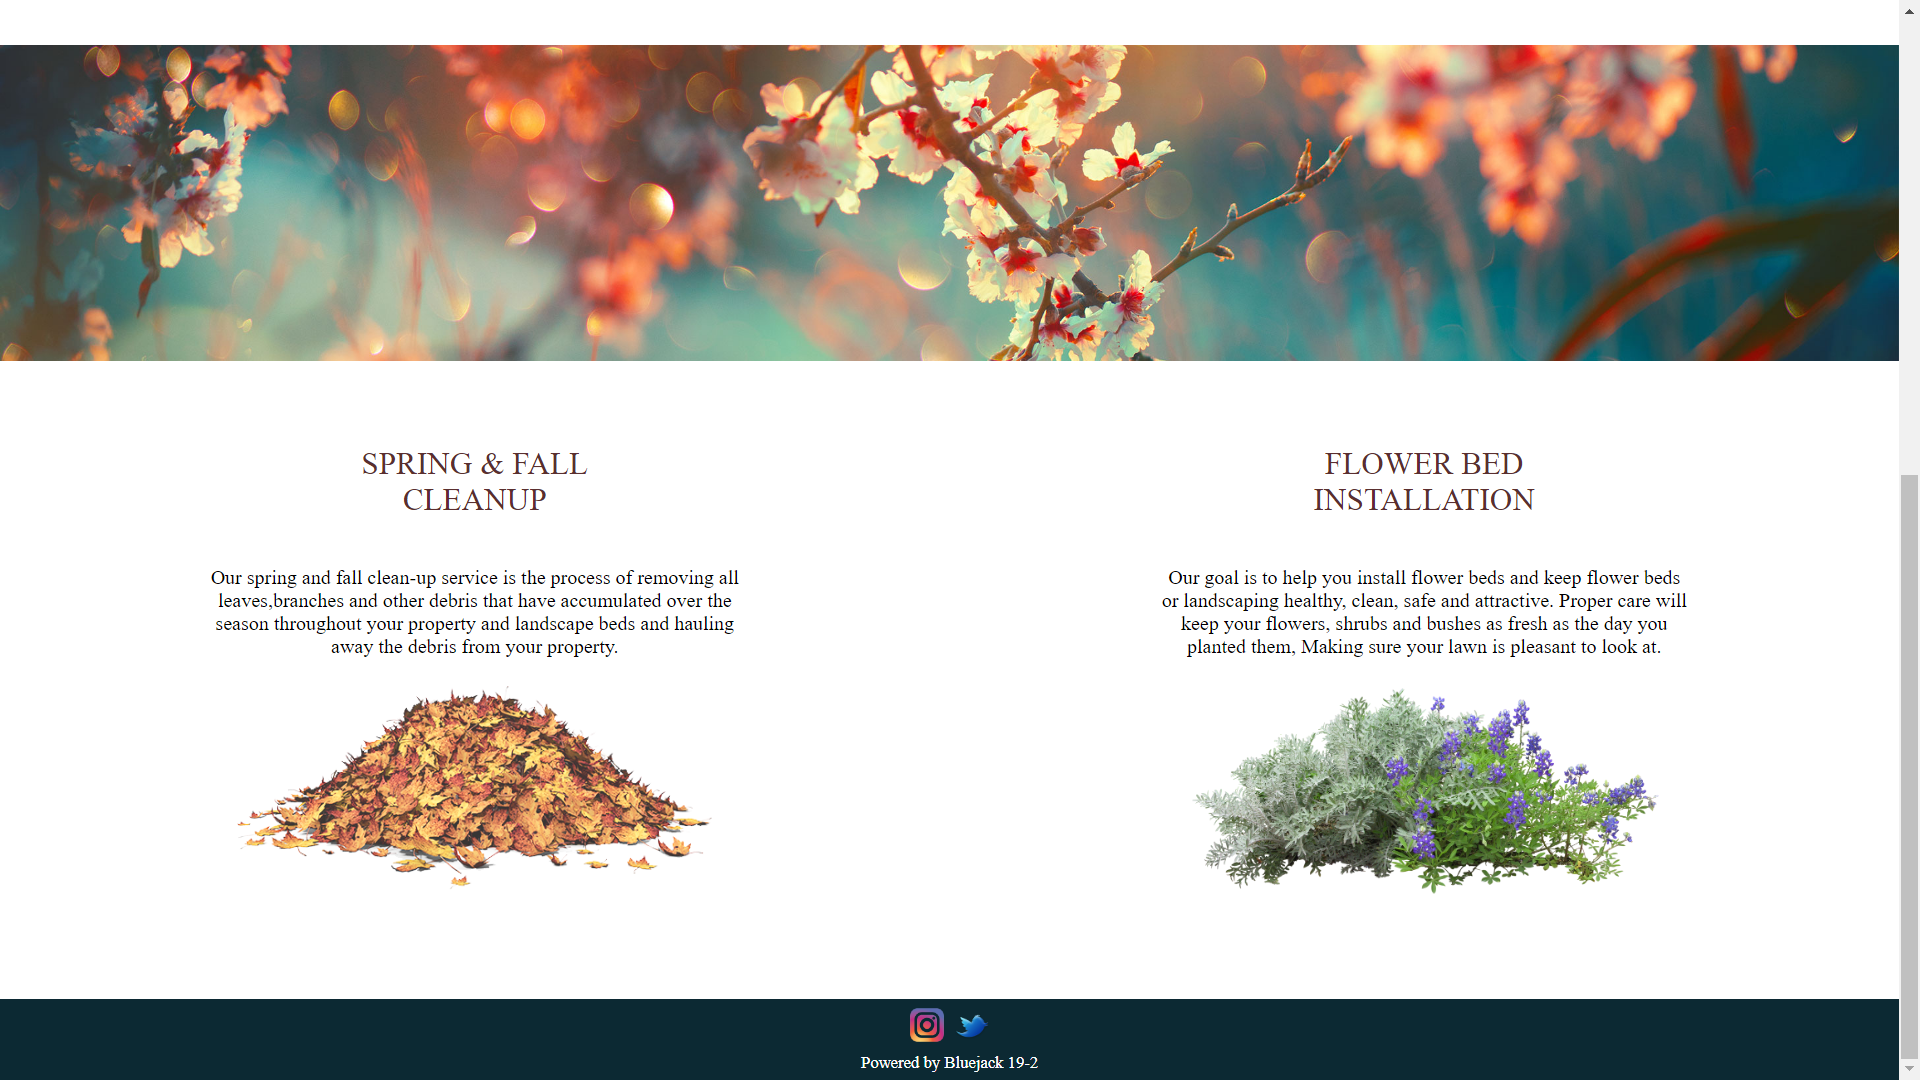 SPRING & FALL
CLEANUP
Our spring and fall clean-up service is the process of removing all
leaves,branches and other debris that have accumulated over the
season throughout your property and landscape beds and hauling
away the debris from your property.
FLOWER BED
INSTALLATION
Our goal is to help you install flower beds and keep flower beds
or landscaping healthy, clean, safe and attractive. Proper care will
keep your flowers, shrubs and bushes as fresh as the day you
planted them, Making sure your lawn is pleasant to look at.
Powered by Bluejack 19-2